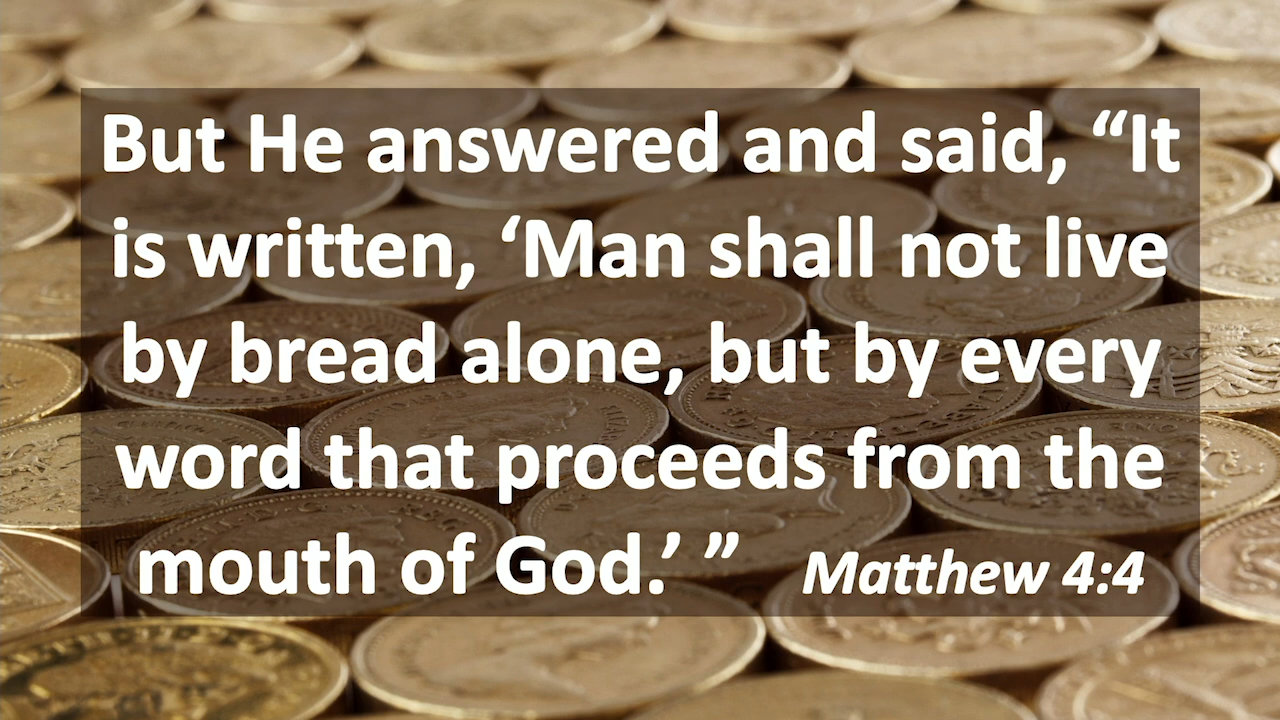 But He answered and said, “It
is written, ‘Man shall not live
by bread alone, but by every
word that proceeds from the
mouth of God.’ ” Matthew 4:4